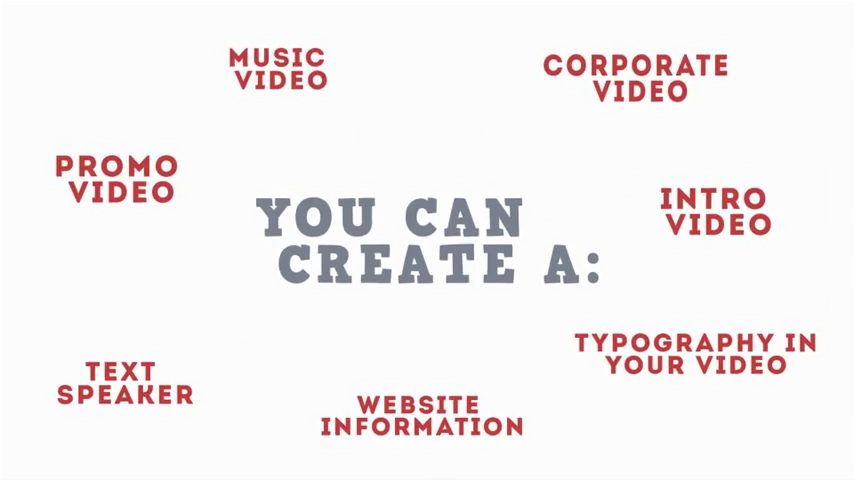 MUSIC
VIDEO
CORPORATE
VIDEO
PROMO
VIDEO
INTRO
VIDEO
YOU CAN
CREATE A:
TYPOGRAPHY IN
YOUR VIDEO
TEXT
SPEAKER
WEBSITE
INFORMATION